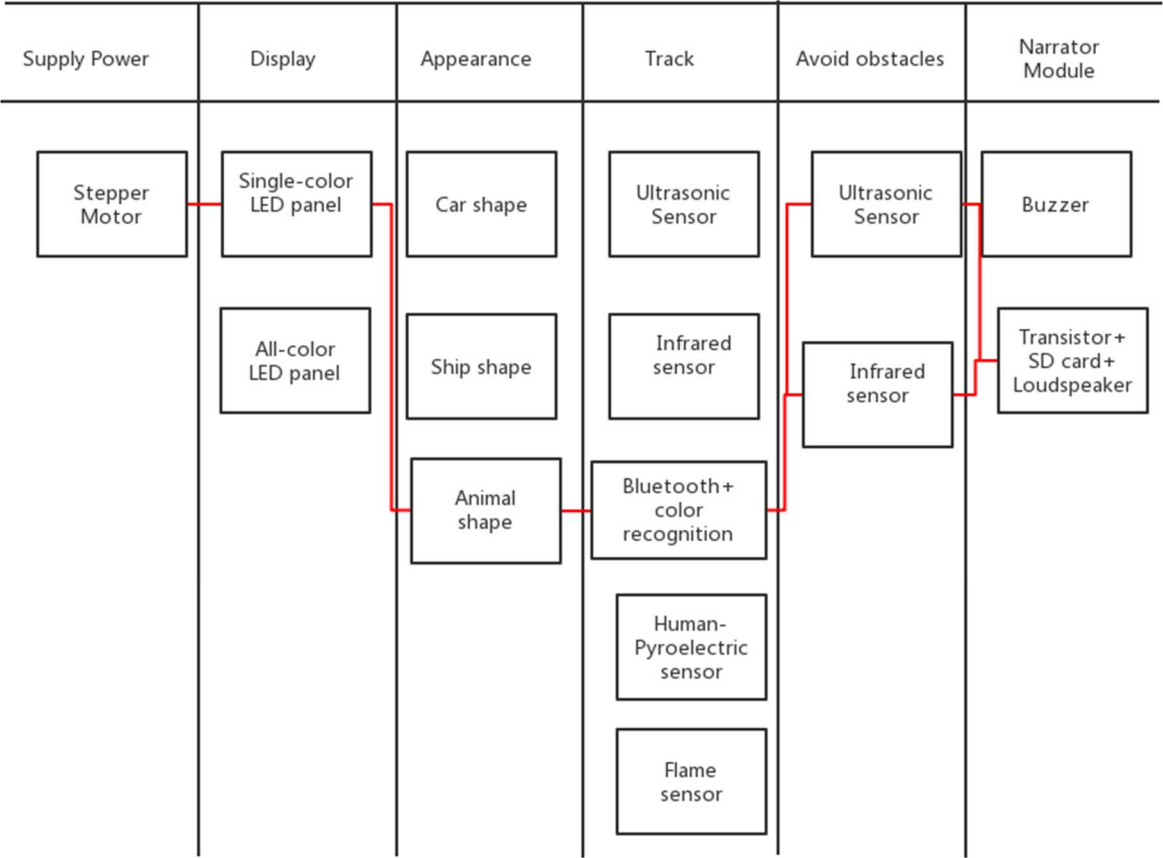 Supply Power
Display
Appearance
Track
Avoid obstacles
Narrator
Module
Stepper
Motor
Single-color
LED panel
All-color
LED panel
Car shape
Ship shape
Animal
shape
Ultrasonic
Sensor
Infrared
sensor
Bluetooth+
color
recognition
Human-
Pyroelectric
sensor
Flame
sensor
Ultrasonic
Sensor
Infrared
sensor
Buzzer
Transistor+
SD card+
Loudspeaker